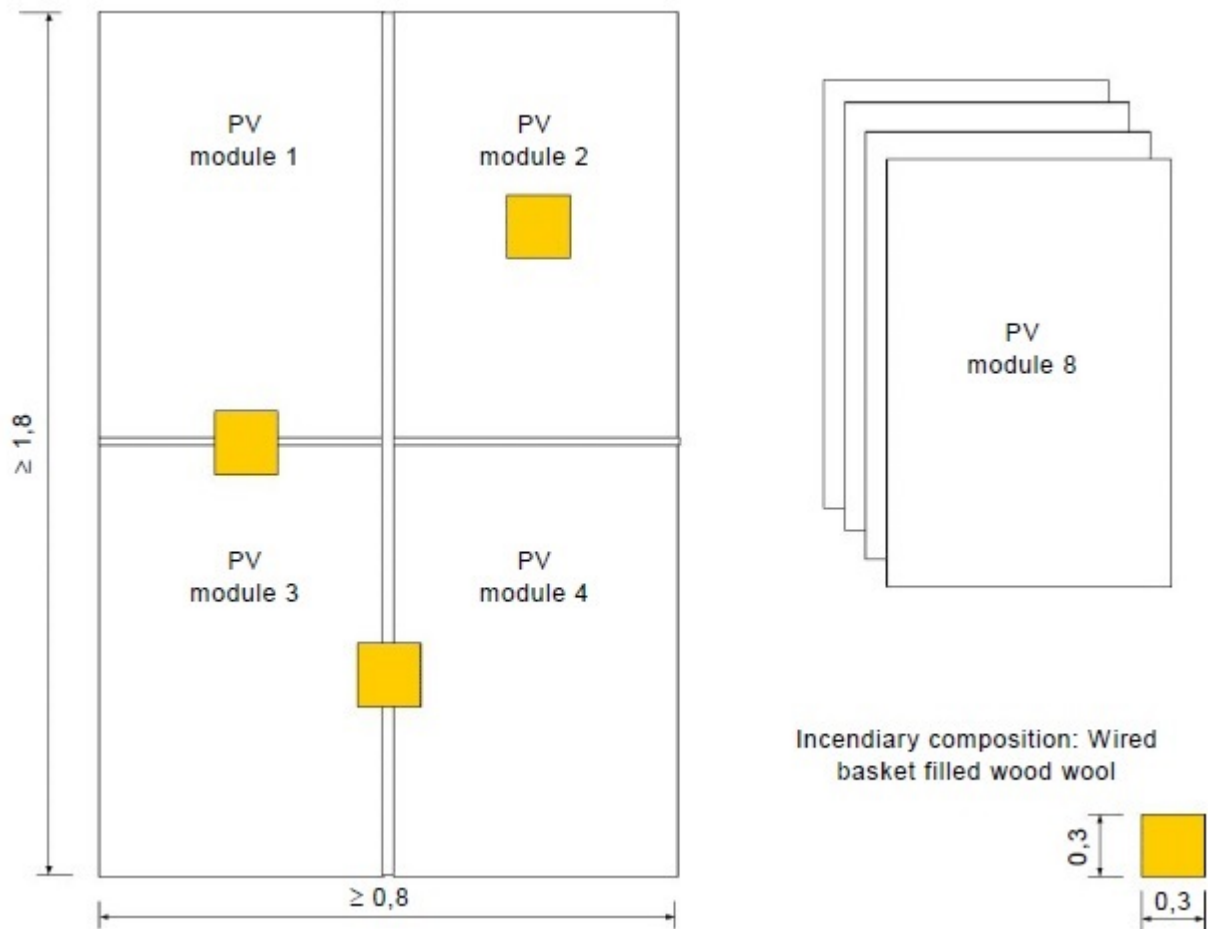 PV
module 1
PV
module 2
PV
module 3
PV
module 4
≥ 1,8
≥ 0,8
PV
module 8
Incendiary composition: Wired
basket filled wood wool
0,3
0,3